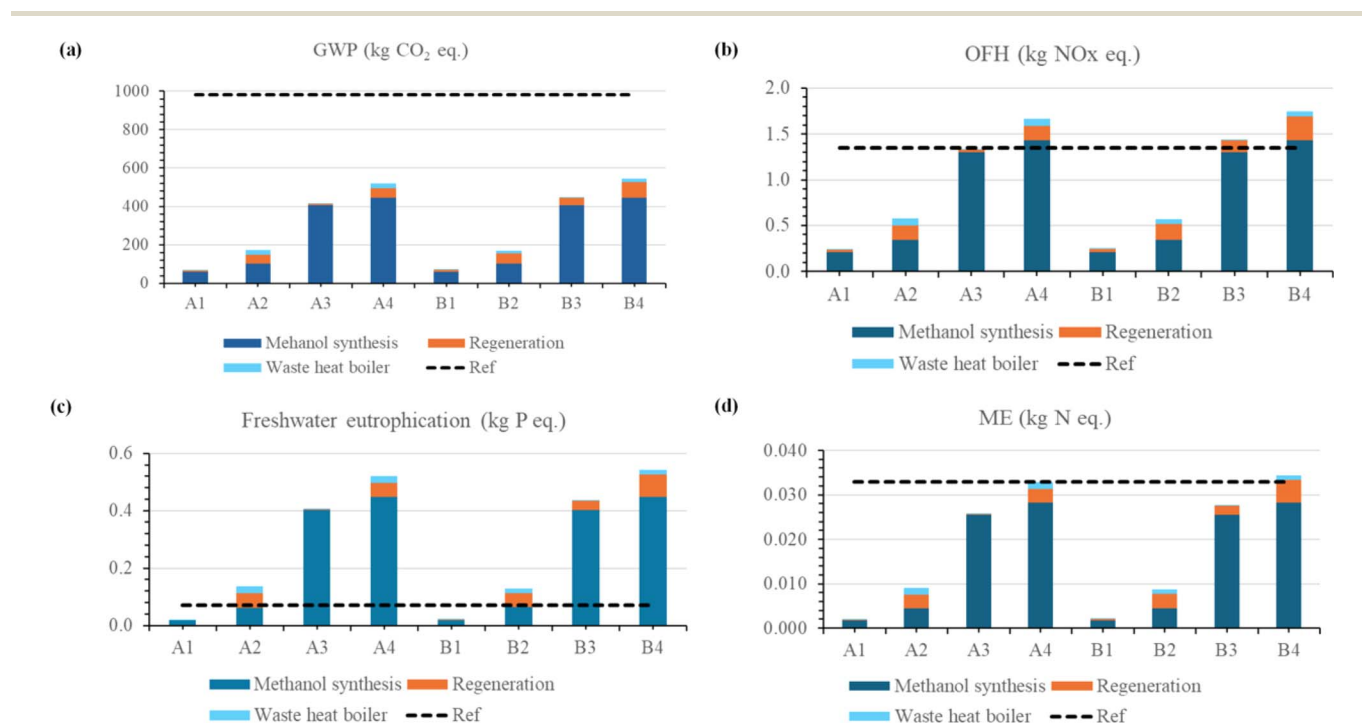 (a)
GWP (kg CO₂ eq.)
1000
800
600
400
200
0
A1 A2 A3 A4 B1 B2 B3 B4
Mehanol synthesis Regeneration
Waste heat boiler Ref
(b)
OFH (kg NOx eq.)
2.0
1.5
1.0
0.5
0.0
A1 A2 A3 A4 B1 B2 B3 B4
Methanol synthesis Regeneration
Waste heat boiler Ref
(c)
Freshwater eutrophication (kg P eq.)
0.6
0.4
0.2
0.0
A1 A2 A3 A4 B1 B2 B3 B4
Methanol synthesis Regeneration
Waste heat boiler Ref
(d)
ME (kg N eq.)
0.040
0.030
0.020
0.010
0.000
A1 A2 A3 A4 B1 B2 B3 B4
Methanol synthesis Regeneration
Waste heat boiler Ref